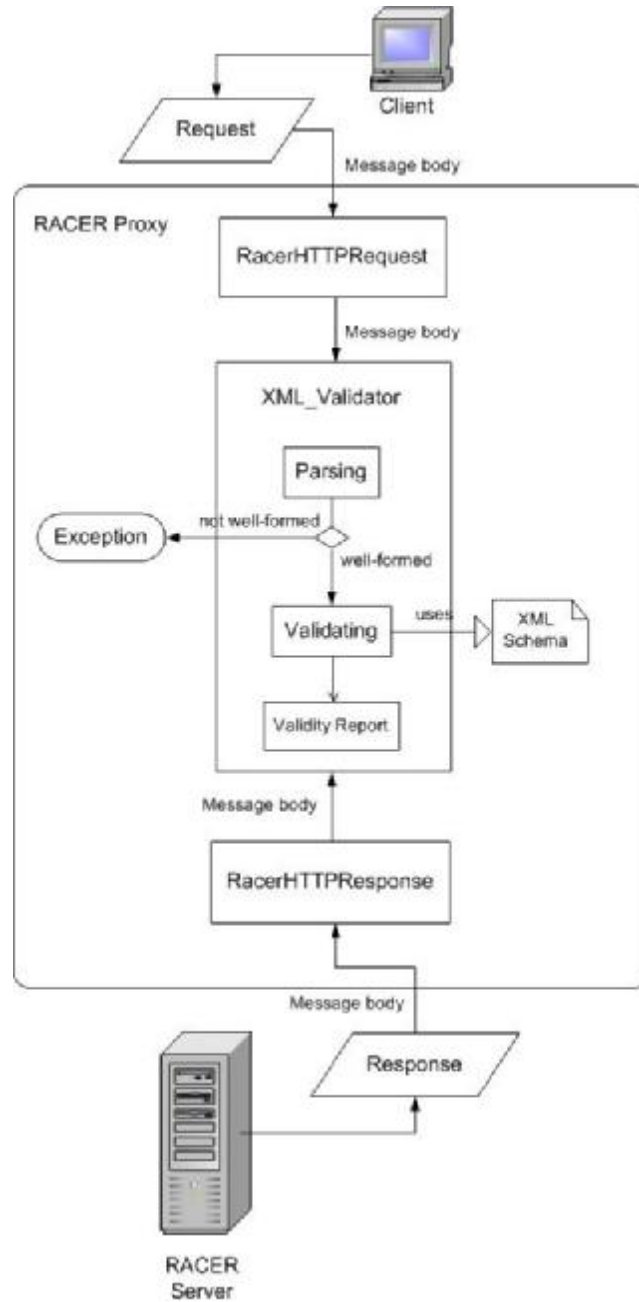 Client
Request
Message body
RACER Proxy
RacerHTTPRequest
Message body
XML_Validator
Parsing
not well-formed
Exception
well-formed
Validating
uses
XML
Schema
Validity Report
Message body
RacerHTTPResponse
Message body
Response
RACER
Server